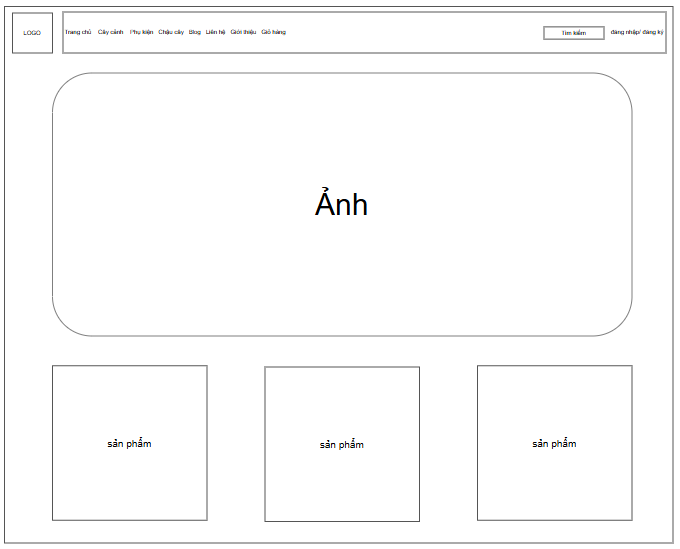 LOGO
Trang chủ Cây cảnh Phụ kiện Chậu cây Blog Liên hệ Giới thiệu Giỏ hàng
Tìm kiếm
đăng nhập/ đăng ký
Ảnh
sản phẩm
sản phẩm
sản phẩm